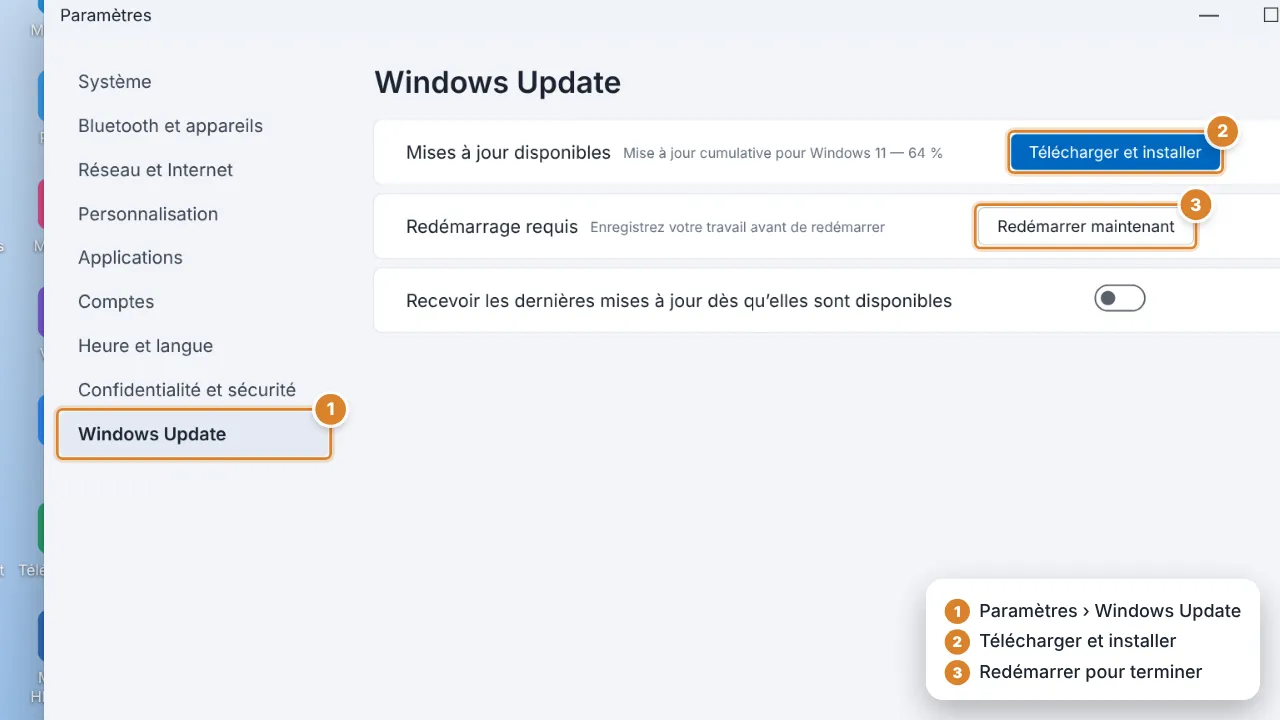 Paramètres
Système
Bluetooth et appareils
Réseau et Internet
Personnalisation
Applications
Comptes
Heure et langue
Confidentialité et sécurité
Windows Update
1
Windows Update
Mises à jour disponibles Mise à jour cumulative pour Windows 11 — 64 % Télécharger et installer
2
Redémarrage requis Enregistrez votre travail avant de redémarrer Redémarrer maintenant
3
Recevoir les dernières mises à jour dès qu’elles sont disponibles
1 Paramètres › Windows Update
2 Télécharger et installer
3 Redémarrer pour terminer